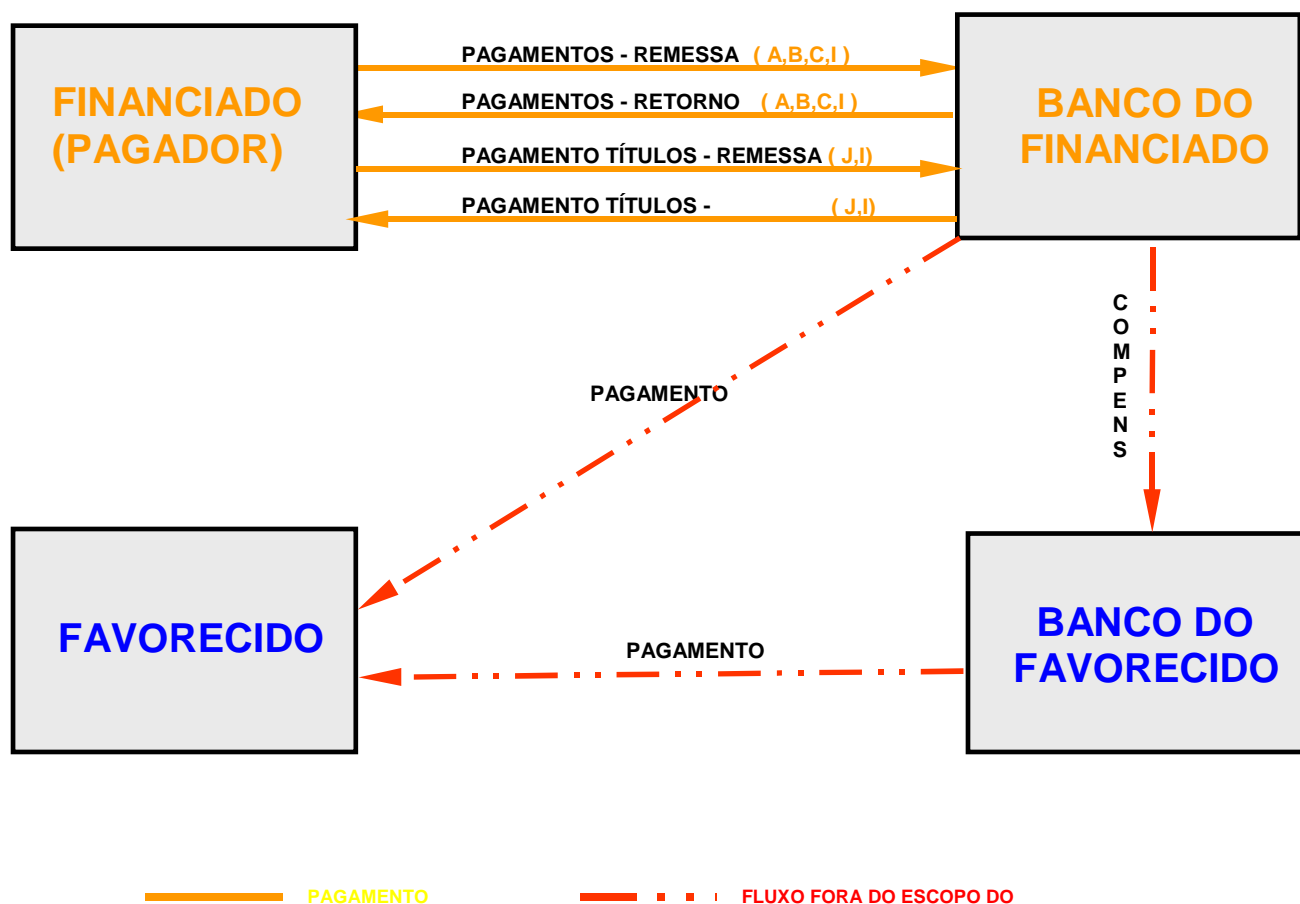 PAGAMENTOS - REMESSA ( A,B,C,I )
PAGAMENTOS - RETORNO ( A,B,C,I )
PAGAMENTO TÍTULOS - REMESSA ( J,I)
PAGAMENTO TÍTULOS - ( J,I)
FINANCIADO
(PAGADOR)
BANCO DO
FINANCIADO
C
O
M
P
E
N
S
PAGAMENTO
FAVORECIDO
PAGAMENTO
BANCO DO
FAVORECIDO
PAGAMENTO
FLUXO FORA DO ESCOPO DO